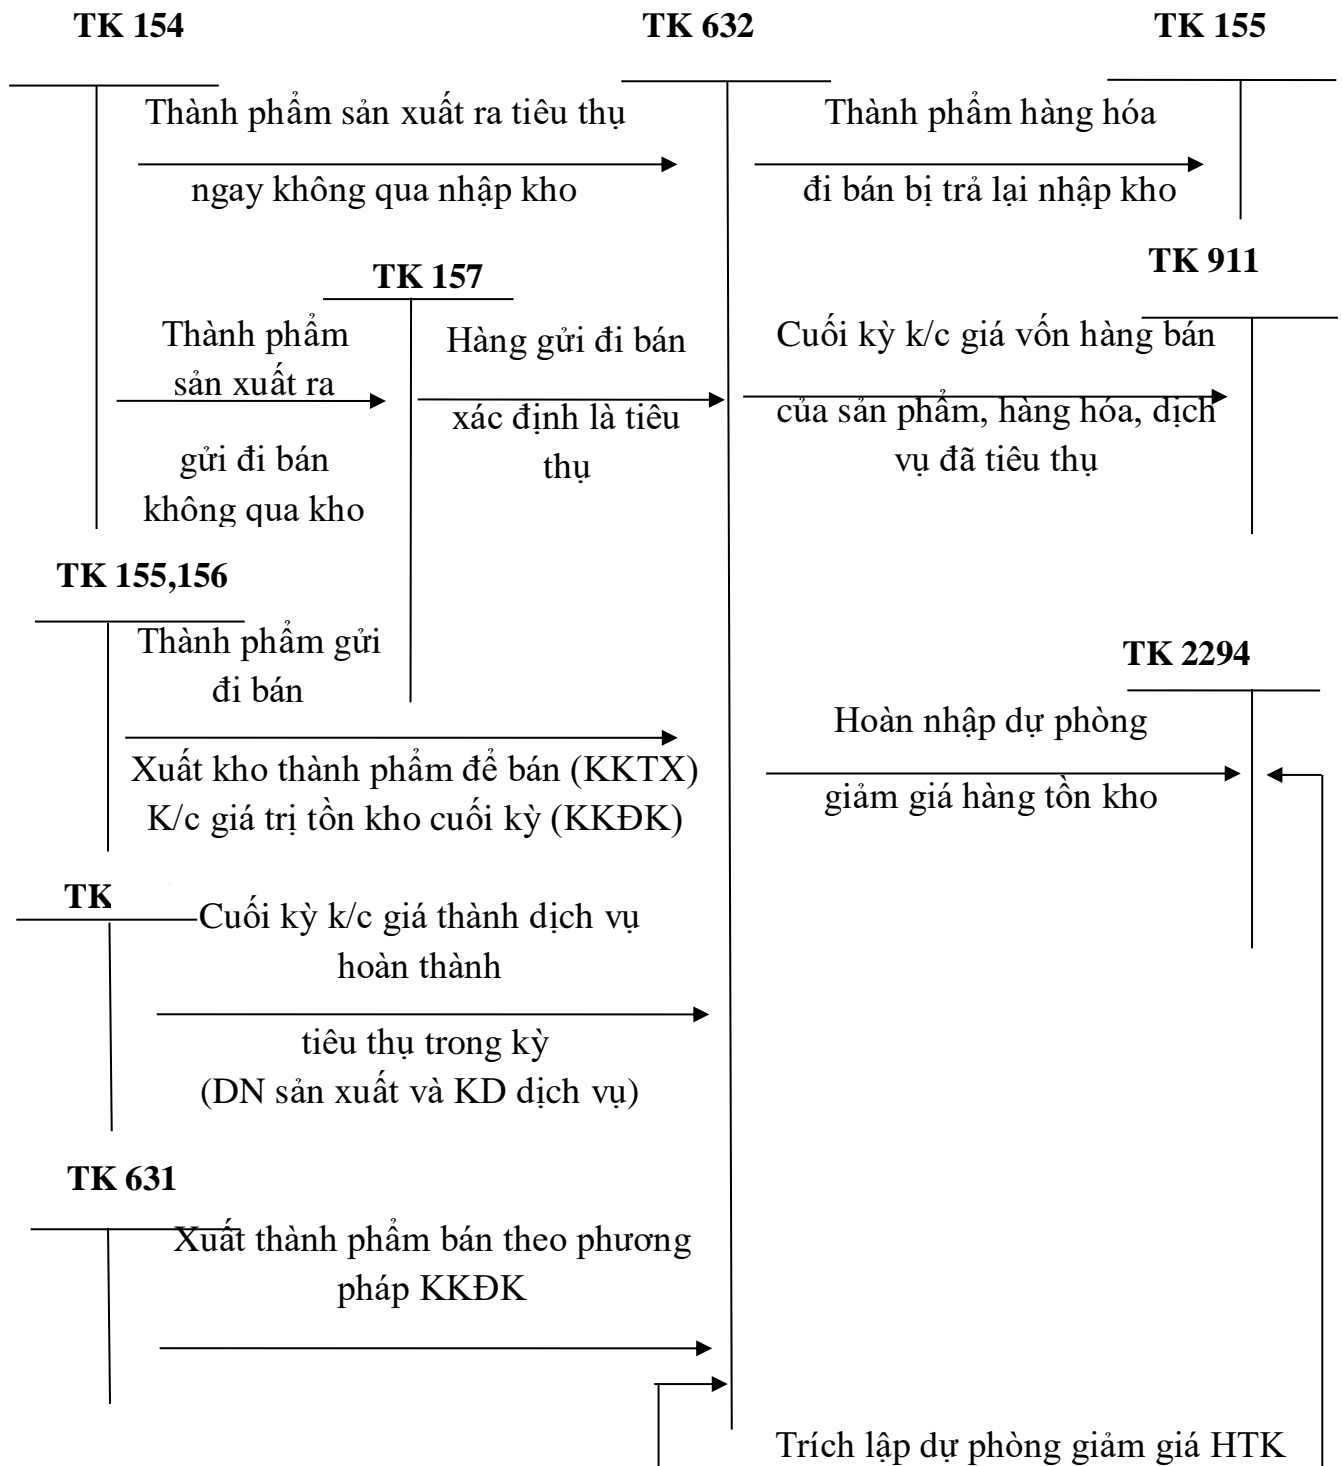 TK 154
TK 632
TK 155
Thành phẩm sản xuất ra tiêu thụ
ngay không qua nhập kho
Thành phẩm hàng hóa
đi bán bị trả lại nhập kho
TK 157
TK 911
Thành phẩm
sản xuất ra
gửi đi bán
không qua kho
Hàng gửi đi bán
xác định là tiêu
thụ
Cuối kỳ k/c giá vốn hàng bán
của sản phẩm, hàng hóa, dịch
vụ đã tiêu thụ
TK 155,156
Thành phẩm gửi
đi bán
Xuất kho thành phẩm để bán (KKTX)
K/c giá trị tồn kho cuối kỳ (KKĐK)
TK 2294
Hoàn nhập dự phòng
giảm giá hàng tồn kho
TK
Cuối kỳ k/c giá thành dịch vụ
hoàn thành
tiêu thụ trong kỳ
(DN sản xuất và KD dịch vụ)
TK 631
Xuất thành phẩm bán theo phương
pháp KKĐK
Trích lập dự phòng giảm giá HTK